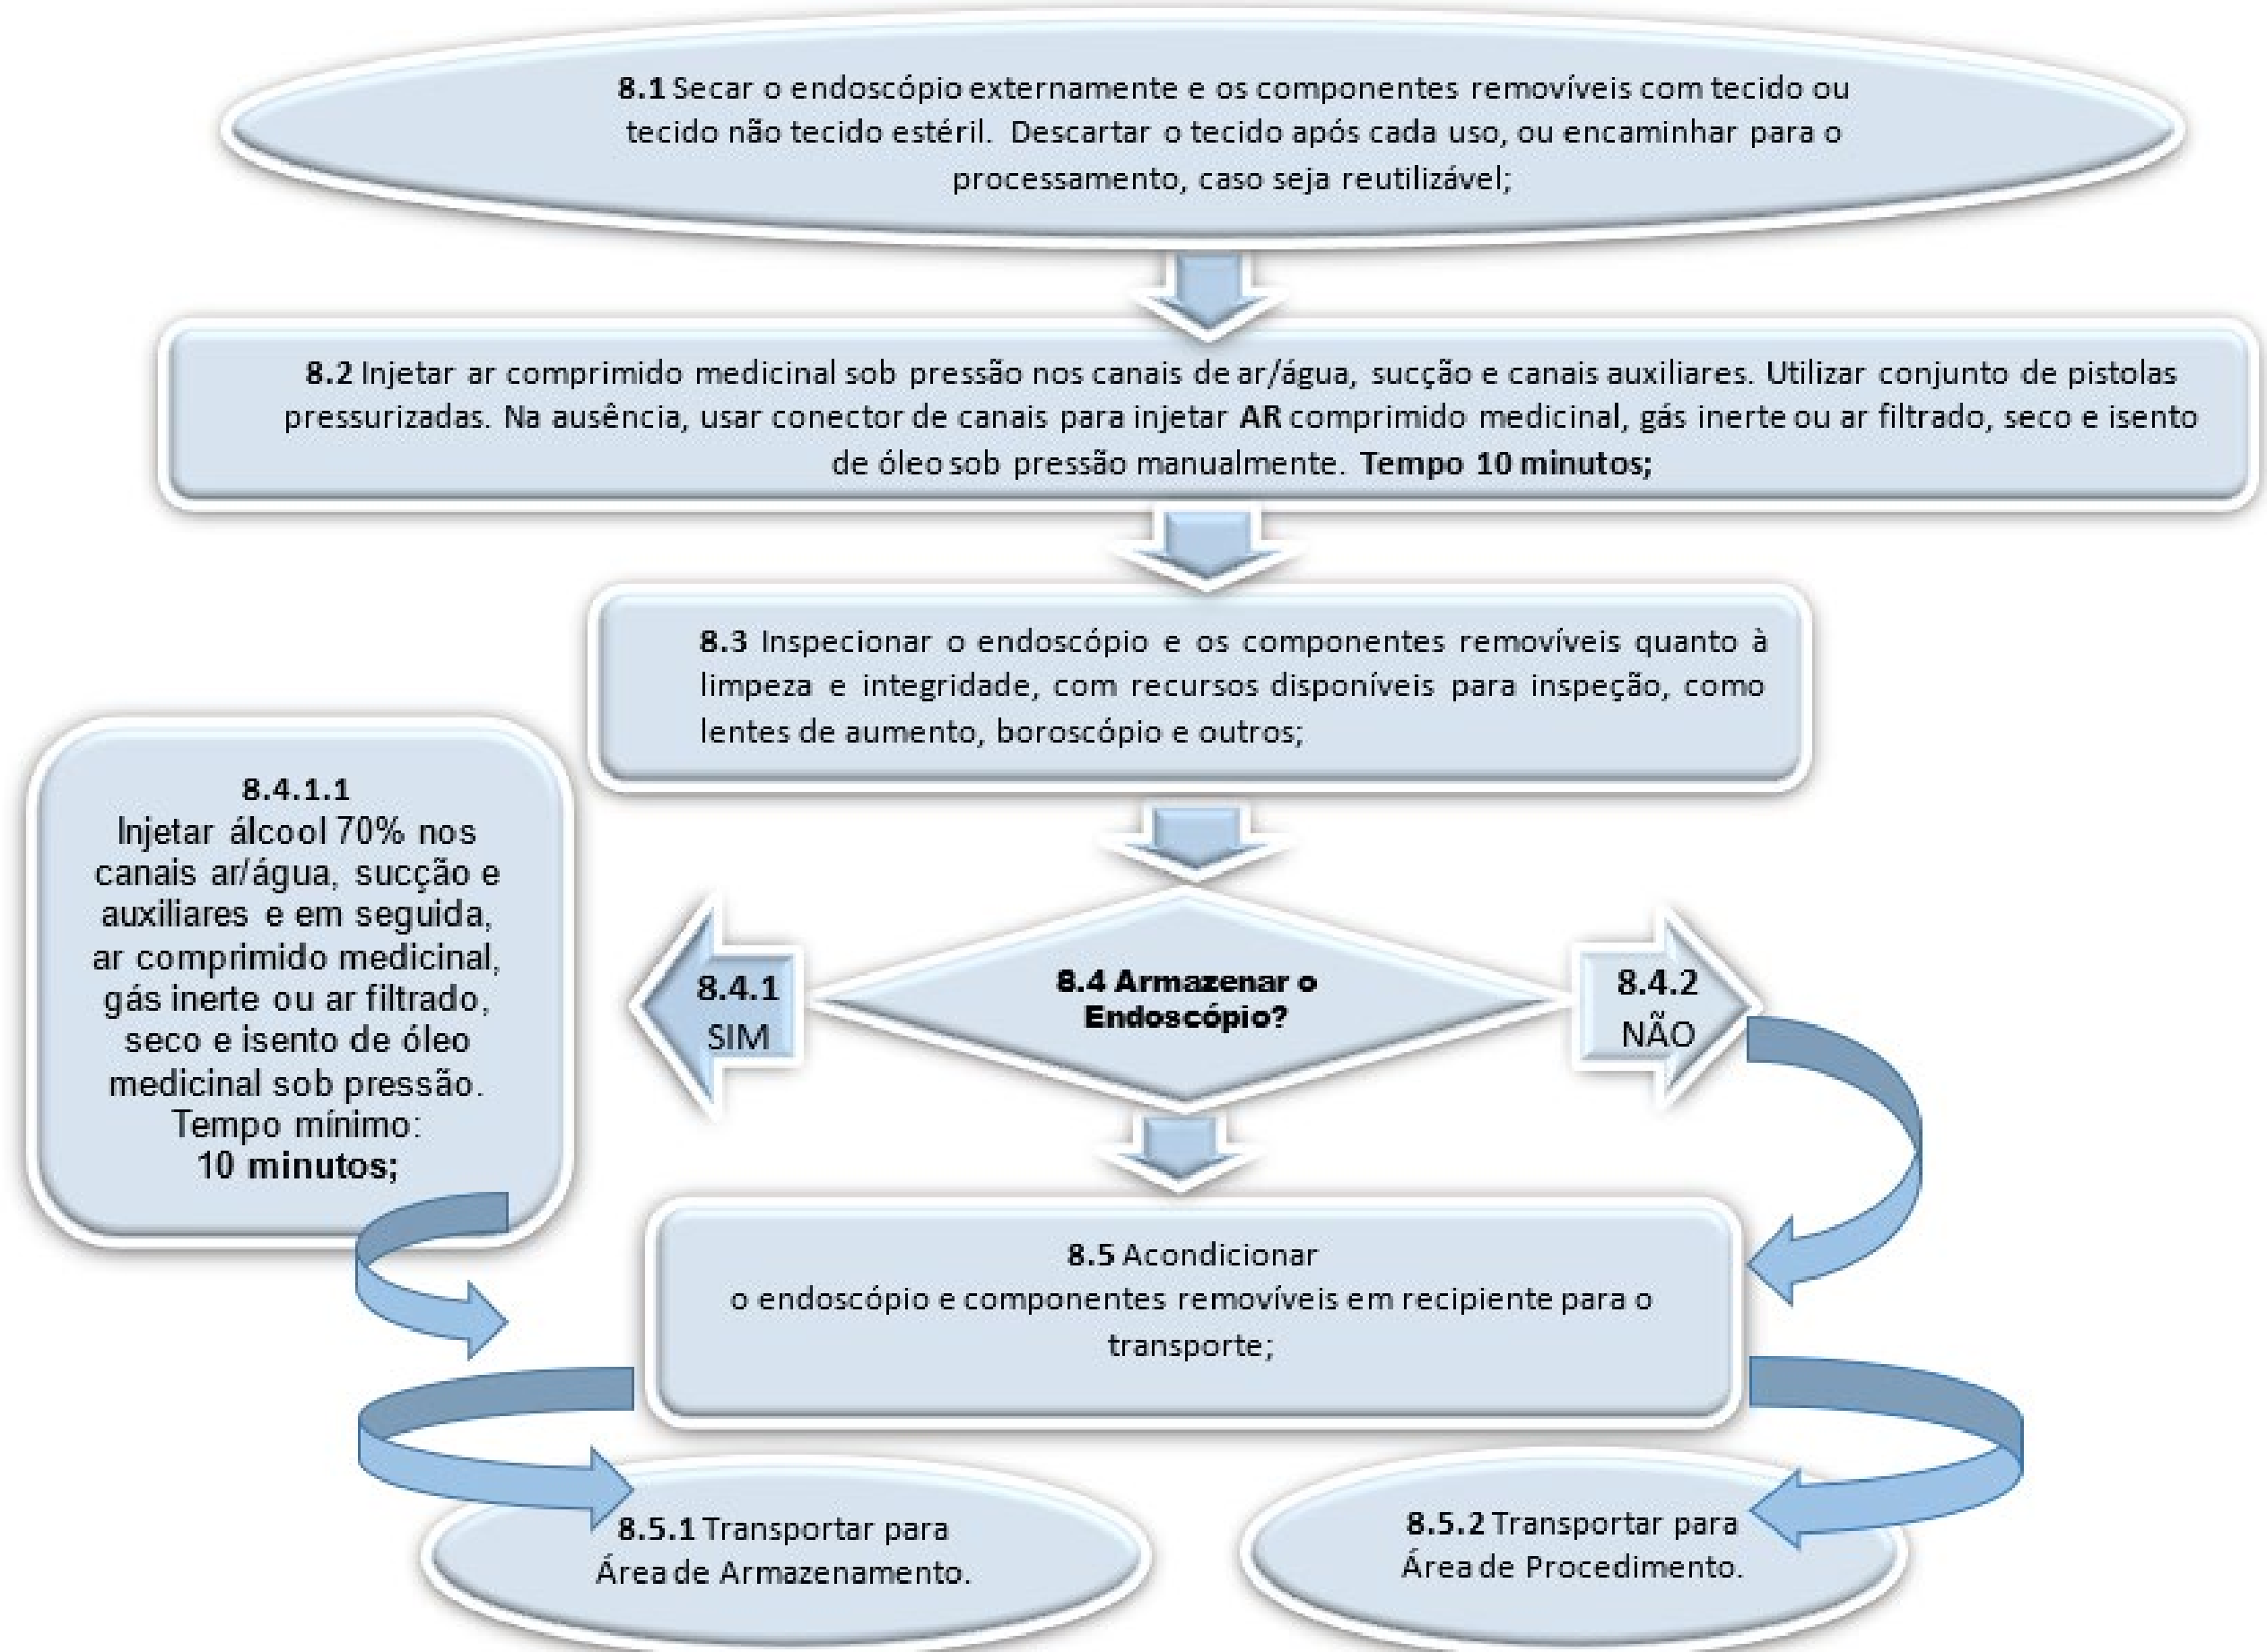 8.1 Secar o endoscópio externamente e os componentes removíveis com tecido ou
tecido não tecido estéril. Descartar o tecido após cada uso, ou encaminhar para o
processamento, caso seja reutilizável;
8.2 Injetar ar comprimido medicinal sob pressão nos canais de ar/água, sucção e canais auxiliares. Utilizar conjunto de pistolas
pressurizadas. Na ausência, usar conector de canais para injetar AR comprimido medicinal, gás inerte ou ar filtrado, seco e isento
de óleo sob pressão manualmente. Tempo 10 minutos;
8.3 Inspecionar o endoscópio e os componentes removíveis quanto à
limpeza e integridade, com recursos disponíveis para inspeção, como
lentes de aumento, boroscópio e outros;
8.4 Armazenar o
Endoscópio?
8.4.1
SIM
8.4.1.1
Injetar álcool 70% nos
canais ar/água, sucção e
auxiliares e em seguida,
ar comprimido medicinal,
gás inerte ou ar filtrado,
seco e isento de óleo
medicinal sob pressão.
Tempo mínimo:
10 minutos;
8.4.2
NÃO
8.5 Acondicionar
o endoscópio e componentes removíveis em recipiente para o
transporte;
8.5.1 Transportar para
Área de Armazenamento.
8.5.2 Transportar para
Área de Procedimento.